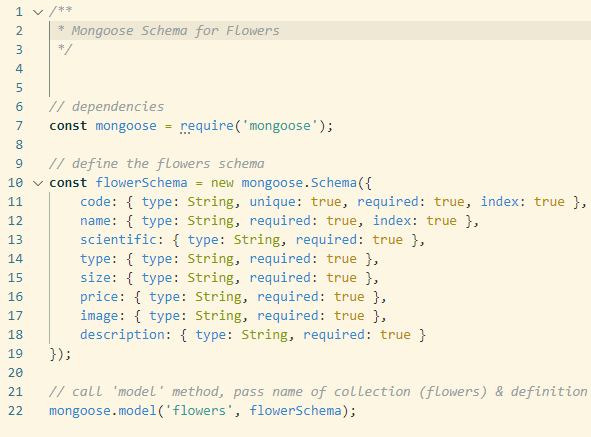 1 /**
2 * Mongoose Schema for Flowers
3 */
4
5
6 // dependencies
7 const mongoose = require('mongoose');
8
9 // define the flowers schema
10 const flowerSchema = new mongoose.Schema({
11 code: { type: String, unique: true, required: true, index: true },
12 name: { type: String, required: true, index: true },
13 scientific: { type: String, required: true },
14 type: { type: String, required: true },
15 size: { type: String, required: true },
16 price: { type: String, required: true },
17 image: { type: String, required: true },
18 description: { type: String, required: true }
19 });
20
21 // call 'model' method, pass name of collection (flowers) & definition
22 mongoose.model('flowers', flowerSchema);